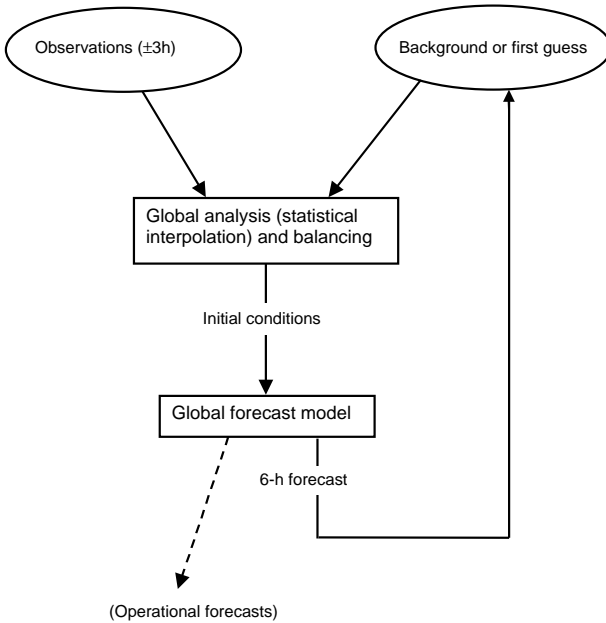 Observations (±3h)
Background or first guess
Global analysis (statistical
interpolation) and balancing
Initial conditions
Global forecast model
6-h forecast
(Operational forecasts)